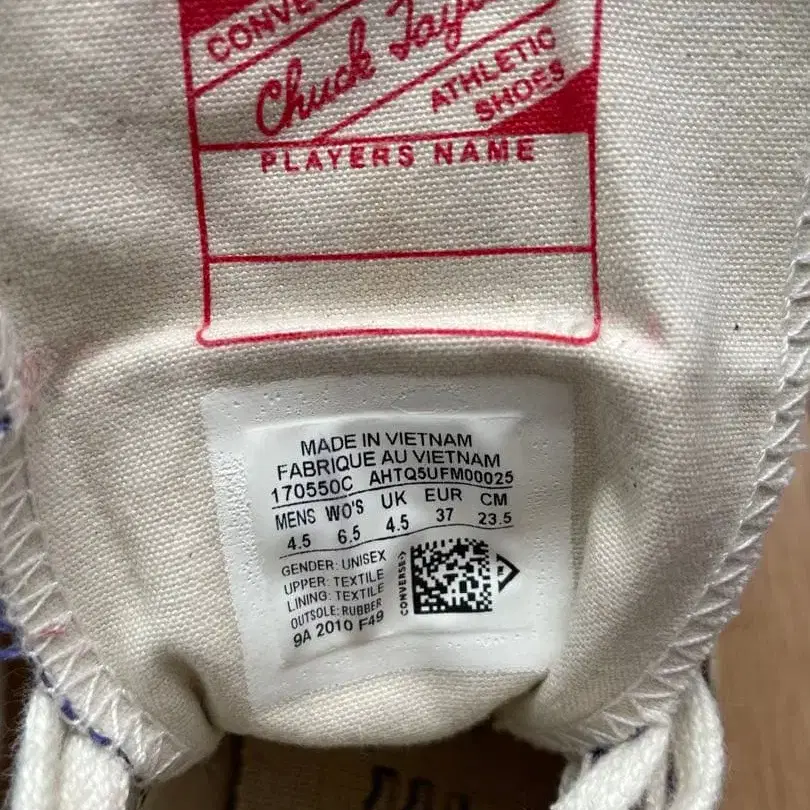 CONVE
Chuck Tayl
ATHLETIC
SHOES
PLAYERS NAME
MADE IN VIETNAM
FABRIQUE AU VIETNAM
170550C AHTQ5UFM00025
MENS WO'S UK EUR CM
4.5 6.5 4.5 37 23.5
GENDER: UNISEX
UPPER: TEXTILE
LINING: TEXTILE
OUTSOLE: RUBBER
9A 2010 F49
CONVERSE